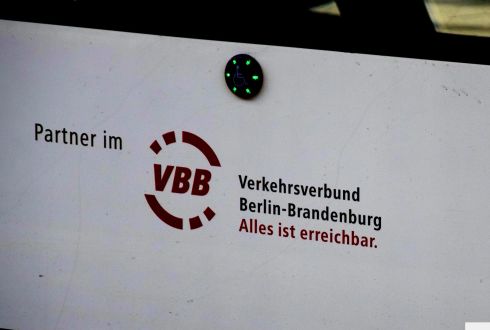 Partner im
VBB
Verkehrsverbund
Berlin-Brandenburg
Alles ist erreichbar.